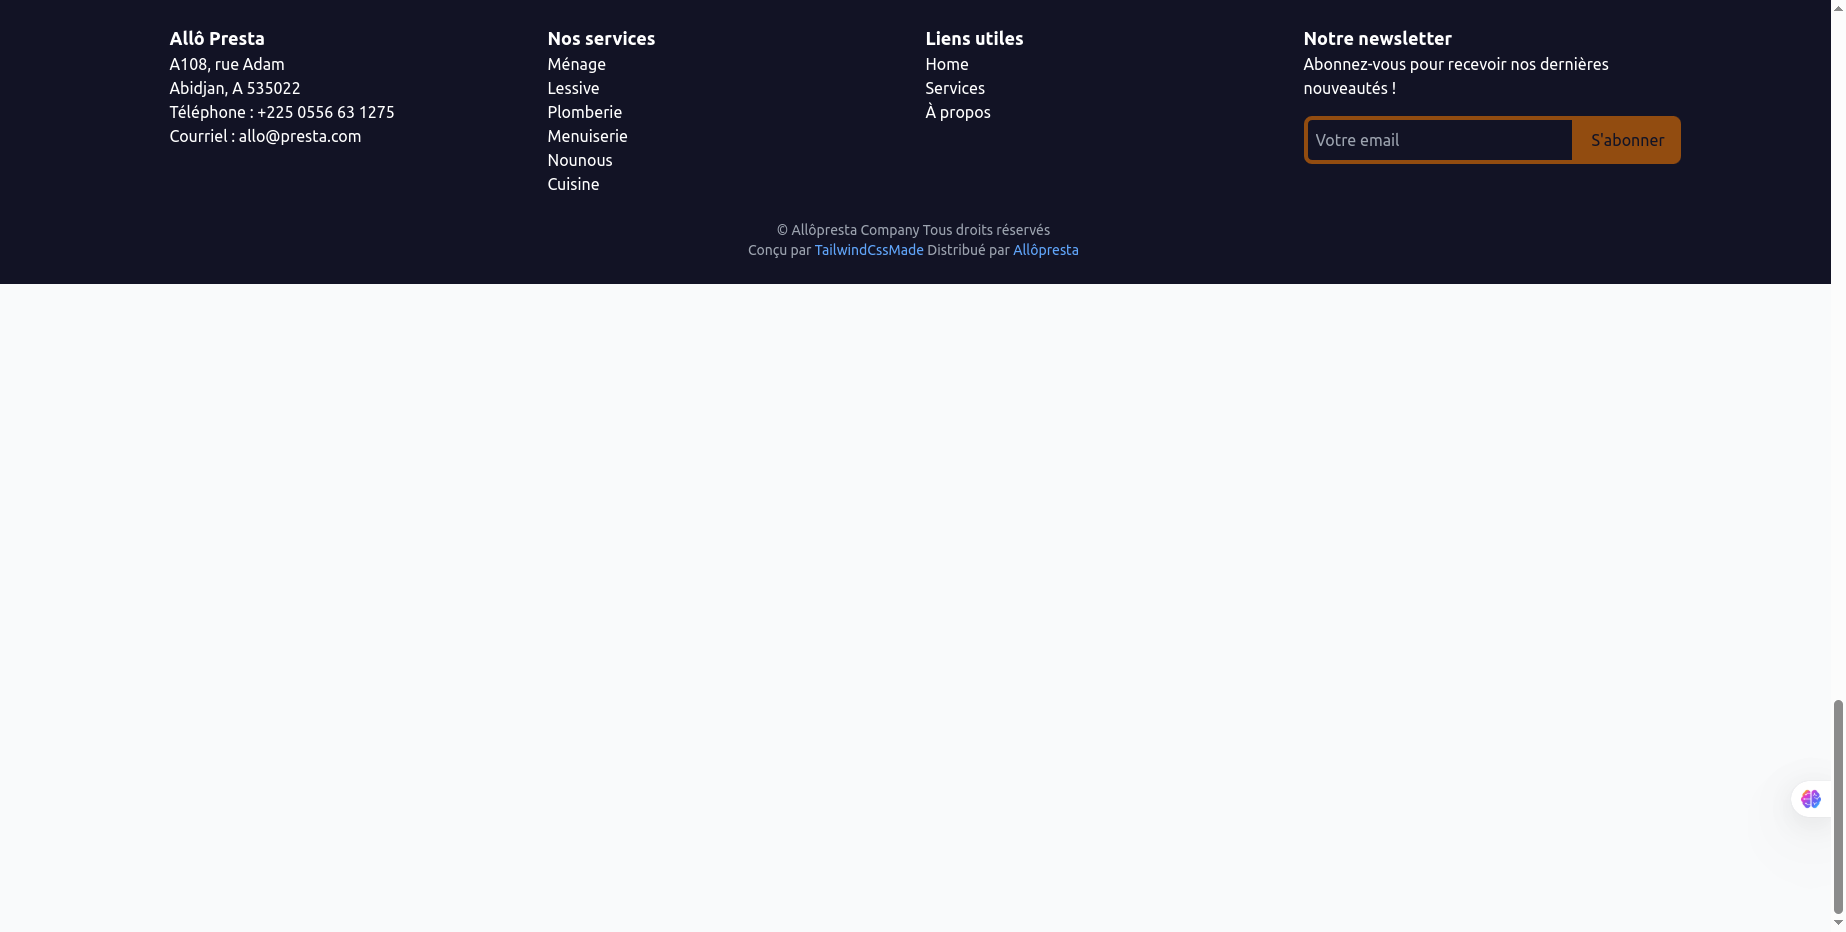 Allô Presta
A108, rue Adam
Abidjan, A 535022
Téléphone : +225 0556 63 1275
Courriel : allo@presta.com
Nos services
Ménage
Lessive
Plomberie
Menuiserie
Nounous
Cuisine
Liens utiles
Home
Services
À propos
Notre newsletter
Abonnez-vous pour recevoir nos dernières
nouveautés !
Votre email
S'abonner
© Allôpresta Company Tous droits réservés
Conçu par TailwindCssMade Distribué par Allôpresta